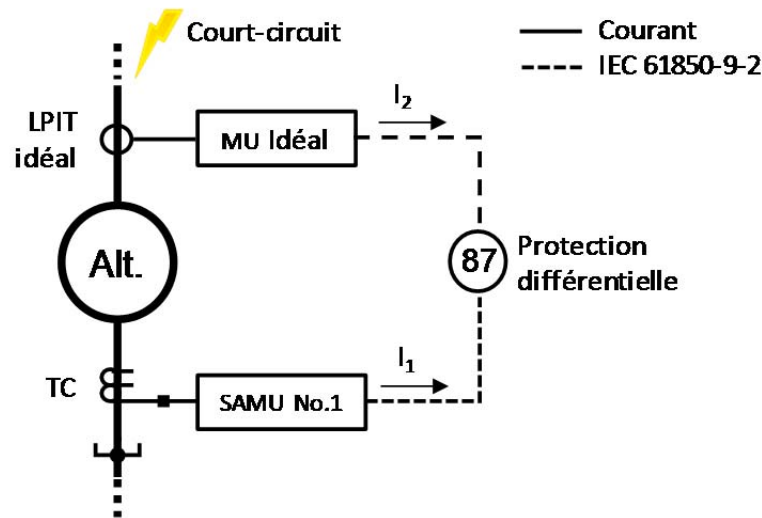 Court-circuit
Courant
IEC 61850-9-2
LPIT
idéal
MU Idéal
I2
Alt.
87
Protection
différentielle
TC
SAMU No.1
I1